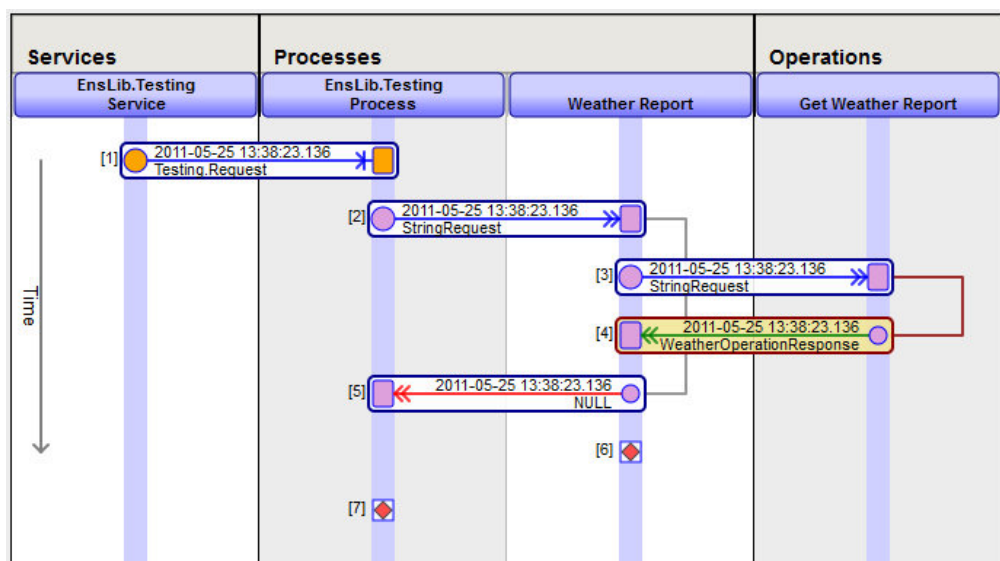 Services
Processes
Operations
EnsLib.Testing
Service
EnsLib.Testing
Process
Weather Report
Get Weather Report
[1]
2011-05-25 13:38:23.136
Testing.Request
[2]
2011-05-25 13:38:23.136
StringRequest
[3]
2011-05-25 13:38:23.136
StringRequest
Time
[4]
2011-05-25 13:38:23.136
WeatherOperationResponse
[5]
2011-05-25 13:38:23.136
NULL
[6]
[7]